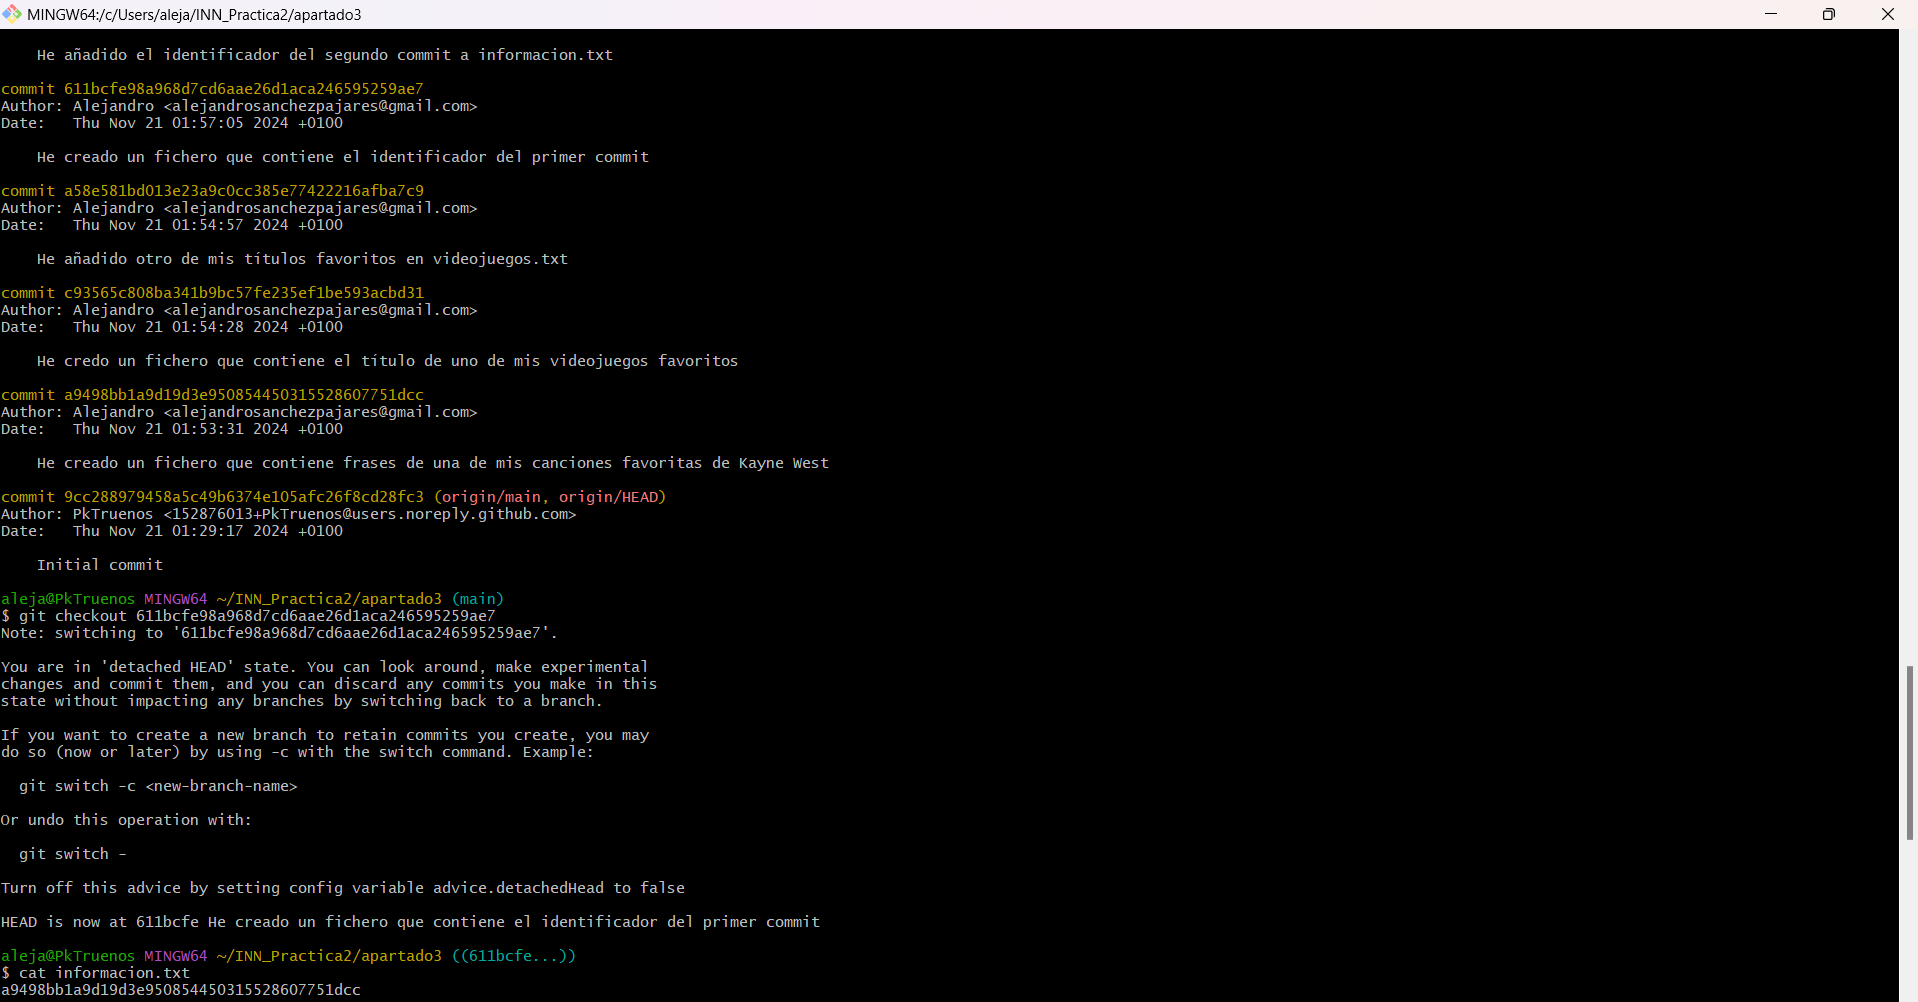 MINGW64:/c/Users/aleja/INN_Practica2/apartado3
    He añadido el identificador del segundo commit a informacion.txt
commit 611bcfe98a968d7cd6aae26d1aca246595259ae7
Author: Alejandro <alejandrosanchezpajares@gmail.com>
Date:   Thu Nov 21 01:57:05 2024 +0100
    He creado un fichero que contiene el identificador del primer commit
commit a58e581bd013e23a9c0cc385e77422216afba7c9
Author: Alejandro <alejandrosanchezpajares@gmail.com>
Date:   Thu Nov 21 01:54:57 2024 +0100
    He añadido otro de mis títulos favoritos en videojuegos.txt
commit c93565c808ba341b9bc57fe235ef1be593acbd31
Author: Alejandro <alejandrosanchezpajares@gmail.com>
Date:   Thu Nov 21 01:54:28 2024 +0100
    He credo un fichero que contiene el título de uno de mis videojuegos favoritos
commit a9498bb1a9d19d3e950854450315528607751dcc
Author: Alejandro <alejandrosanchezpajares@gmail.com>
Date:   Thu Nov 21 01:53:31 2024 +0100
    He creado un fichero que contiene frases de una de mis canciones favoritas de Kayne West
commit 9cc288979458a5c49b6374e105afc26f8cd28fc3 (origin/main, origin/HEAD)
Author: PkTruenos <152876013+PkTruenos@users.noreply.github.com>
Date:   Thu Nov 21 01:29:17 2024 +0100
    Initial commit
aleja@PkTruenos MINGW64 ~/INN_Practica2/apartado3 (main)
$ git checkout 611bcfe98a968d7cd6aae26d1aca246595259ae7
Note: switching to '611bcfe98a968d7cd6aae26d1aca246595259ae7'.
You are in 'detached HEAD' state. You can look around, make experimental
changes and commit them, and you can discard any commits you make in this
state without impacting any branches by switching back to a branch.
If you want to create a new branch to retain commits you create, you may
do so (now or later) by using -c with the switch command. Example:
  git switch -c <new-branch-name>
Or undo this operation with:
  git switch -
Turn off this advice by setting config variable advice.detachedHead to false
HEAD is now at 611bcfe He creado un fichero que contiene el identificador del primer commit
aleja@PkTruenos MINGW64 ~/INN_Practica2/apartado3 ((611bcfe...))
$ cat informacion.txt
a9498bb1a9d19d3e950854450315528607751dcc